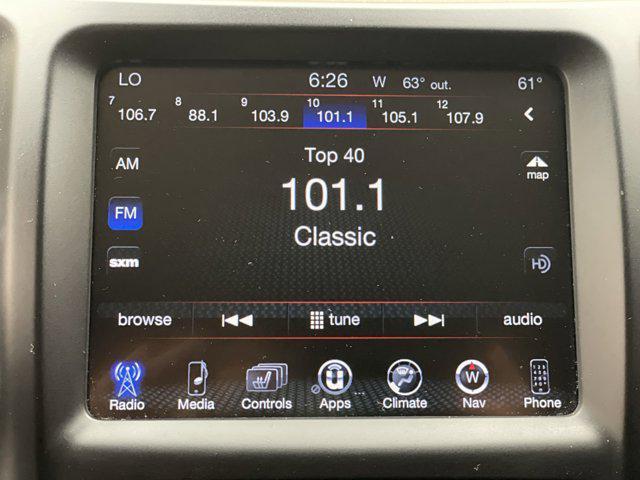 LO 6:26 W 63° out. 61°
7 106.7 8 88.1 9 103.9 10 101.1 11 105.1 12 107.9
AM
Top 40
map
101.1
FM
Classic
sxm
HD
browse tune audio
W
Radio Media Controls Apps Climate Nav Phone